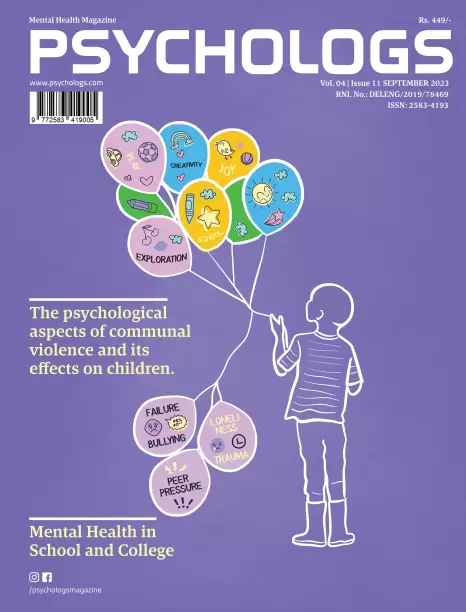 Mental Health Magazine
Rs. 449/-
PSYCHOLOGS
www.psychologs.com
Vol. 04 | Issue 11 SEPTEMBER 2023
RNI. No.: DELENG/2019/78469
ISSN: 2583-4193
9 772583 419005
PLAY
CREATIVITY
JOY
SCHOOL
EXPLORATION
The psychological
aspects of communal
violence and its
effects on children.
FAILURE
BULLYING
LONELI
NESS
TRAUMA
PEER
PRESSURE
Mental Health in
School and College
/psychologsmagazine